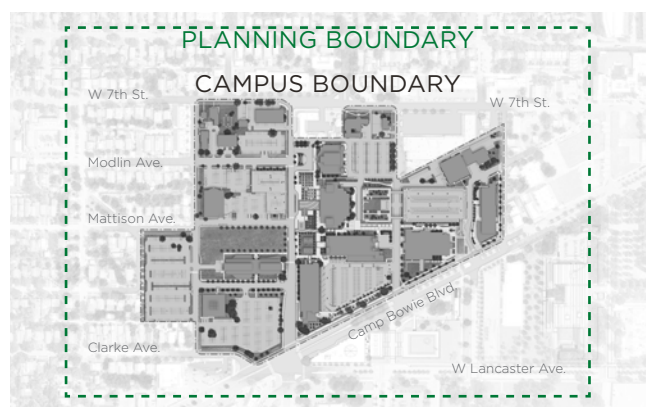 PLANNING BOUNDARY
CAMPUS BOUNDARY
W 7th St.
W 7th St.
Modlin Ave.
Mattison Ave.
Camp Bowie Blvd.
Clarke Ave.
W Lancaster Ave.